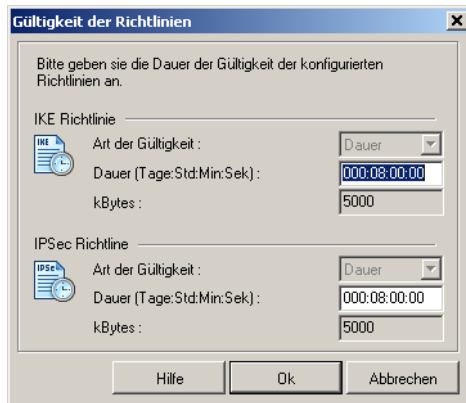 Gültigkeit der Richtlinien
Bitte geben sie die Dauer der Gültigkeit der konfigurierten
Richtlinien an.
IKE Richtlinie
IKE
Art der Gültigkeit :
Dauer
Dauer (Tage:Std:Min:Sek) :
000:08:00:00
kBytes :
5000
IPSec Richtline
IPSec
Art der Gültigkeit :
Dauer
Dauer (Tage:Std:Min:Sek) :
000:08:00:00
kBytes :
5000
Hilfe
Ok
Abbrechen